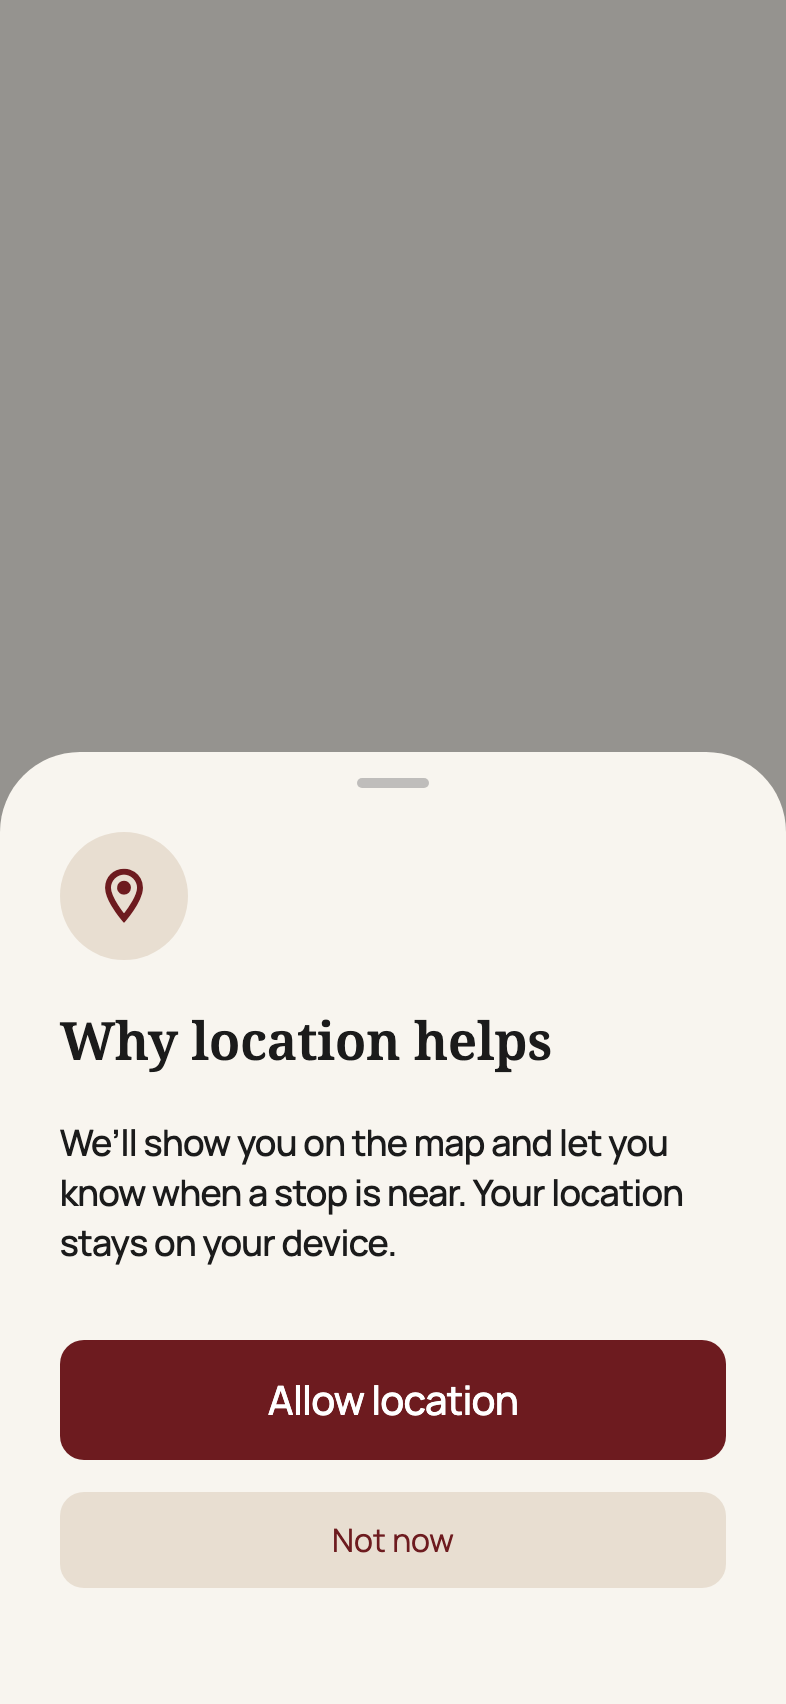 Why location helps
We’ll show you on the map and let you
know when a stop is near. Your location
stays on your device.
Allow location
Not now